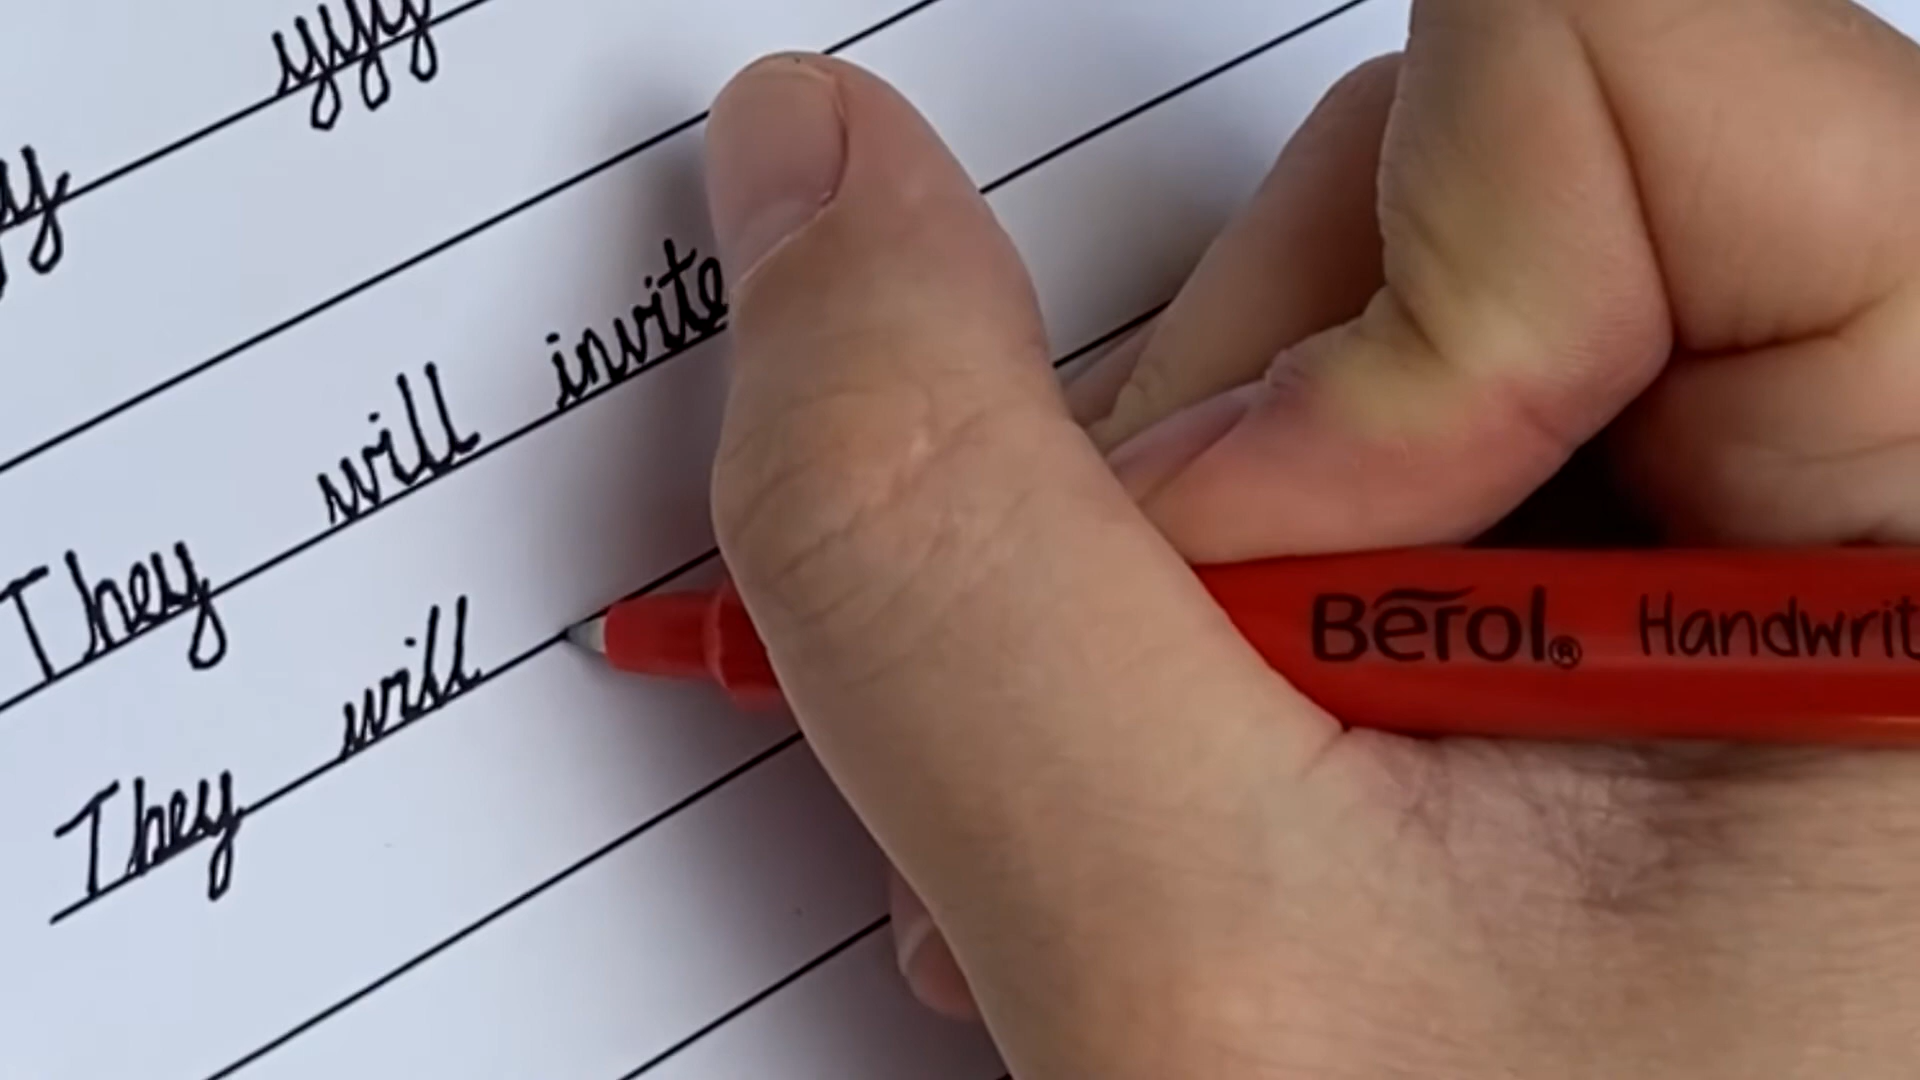 yyy
They will invite
They will
Berol® Handwrit